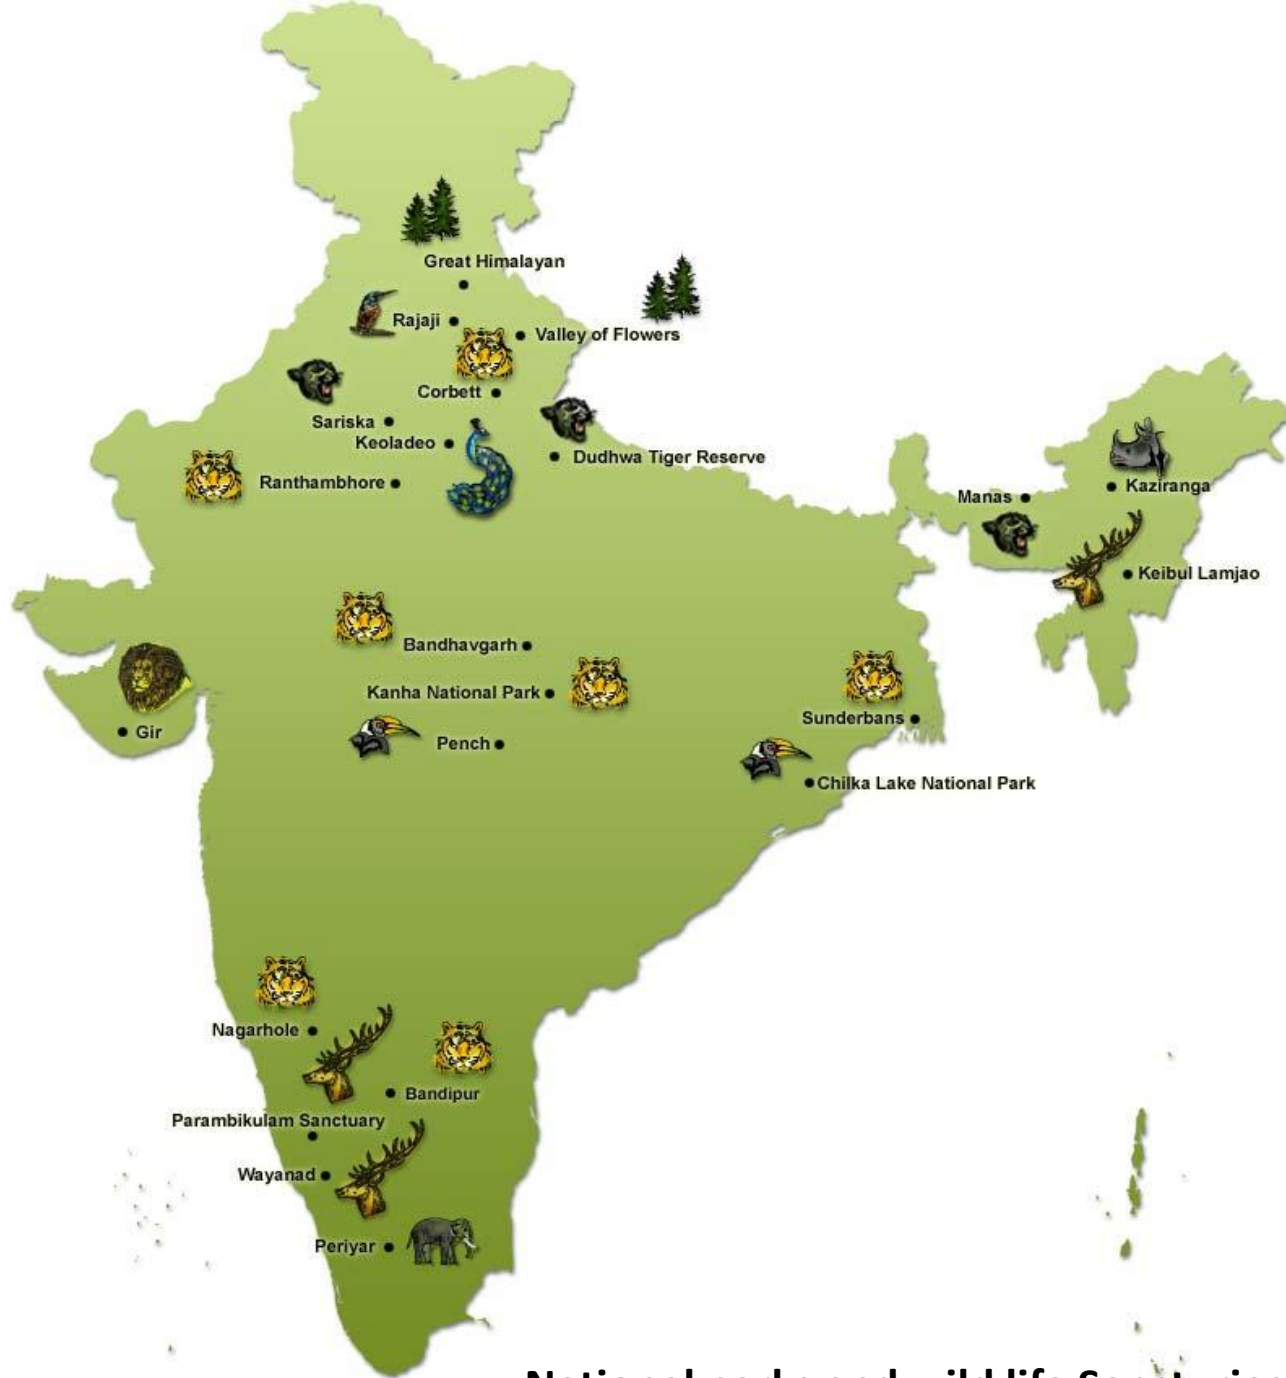 Great Himalayan
Rajaji
Valley of Flowers
Corbett
Sariska
Keoladeo
Dudhwa Tiger Reserve
Ranthambhore
Manas
Kaziranga
Keibul Lamjao
Bandhavgarh
Kanha National Park
Sunderbans
Gir
Pench
Chilka Lake National Park
Nagarhole
Bandipur
Parambikulam Sanctuary
Wayanad
Periyar